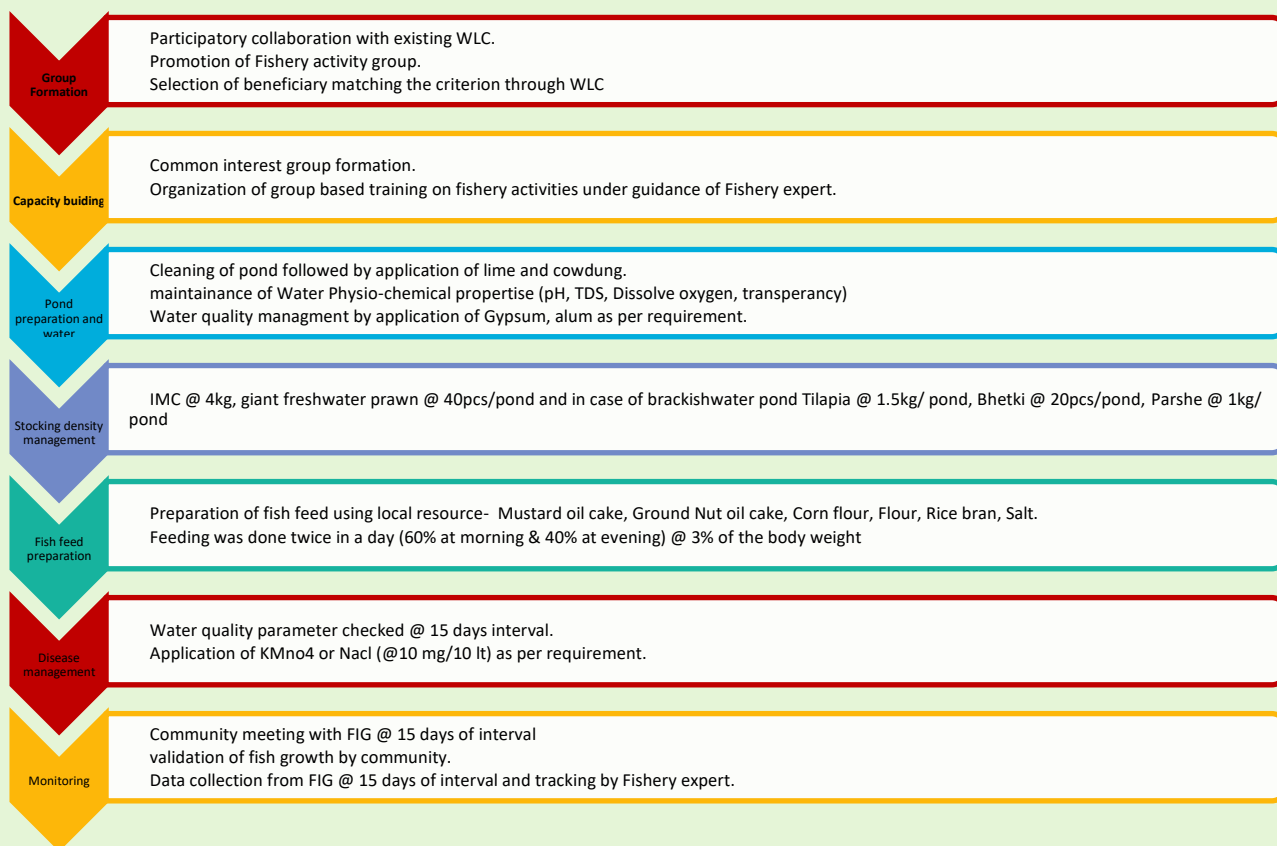 Group
Formation
Participatory collaboration with existing WLC.
Promotion of Fishery activity group.
Selection of beneficiary matching the criterion through WLC
Capacity buiding
Common interest group formation.
Organization of group based training on fishery activities under guidance of Fishery expert.
Pond
preparation and
water
Cleaning of pond followed by application of lime and cowdung.
maintainance of Water Physio-chemical propertise (pH, TDS, Dissolve oxygen, transperancy)
Water quality managment by application of Gypsum, alum as per requirement.
Stocking density
management
IMC @ 4kg, giant freshwater prawn @ 40pcs/pond and in case of brackishwater pond Tilapia @ 1.5kg/ pond, Bhetki @ 20pcs/pond, Parshe @ 1kg/
pond
Fish feed
preparation
Preparation of fish feed using local resource- Mustard oil cake, Ground Nut oil cake, Corn flour, Flour, Rice bran, Salt.
Feeding was done twice in a day (60% at morning & 40% at evening) @ 3% of the body weight
Disease
management
Water quality parameter checked @ 15 days interval.
Application of KMno4 or Nacl (@10 mg/10 lt) as per requirement.
Monitoring
Community meeting with FIG @ 15 days of interval
validation of fish growth by community.
Data collection from FIG @ 15 days of interval and tracking by Fishery expert.